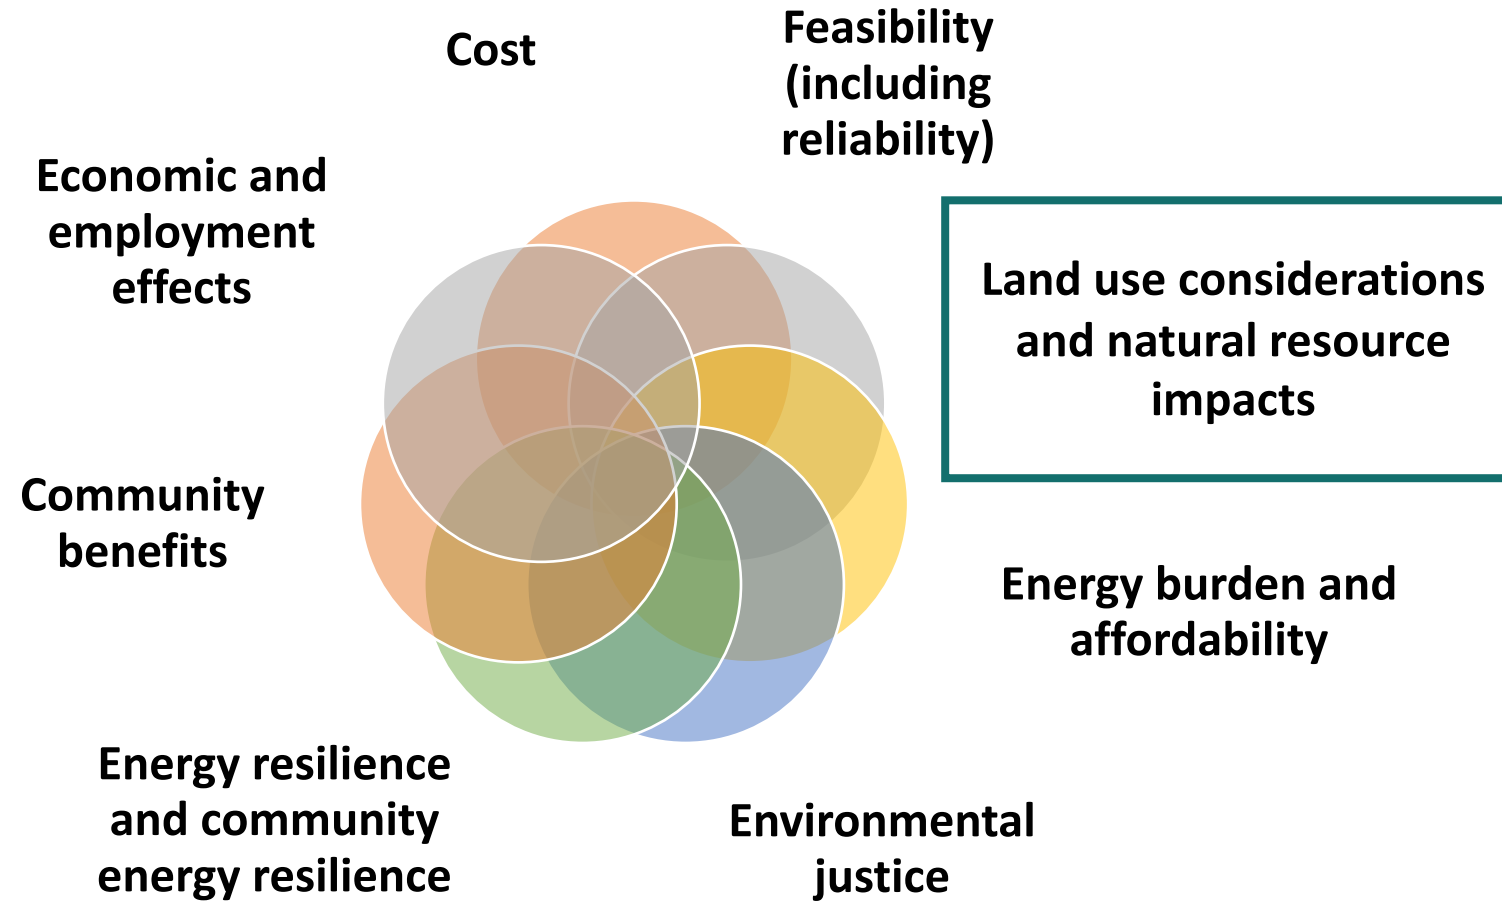 Cost
Feasibility
(including
reliability)
Economic and
employment
effects
Land use considerations
and natural resource
impacts
Community
benefits
Energy burden and
affordability
Energy resilience
and community
energy resilience
Environmental
justice